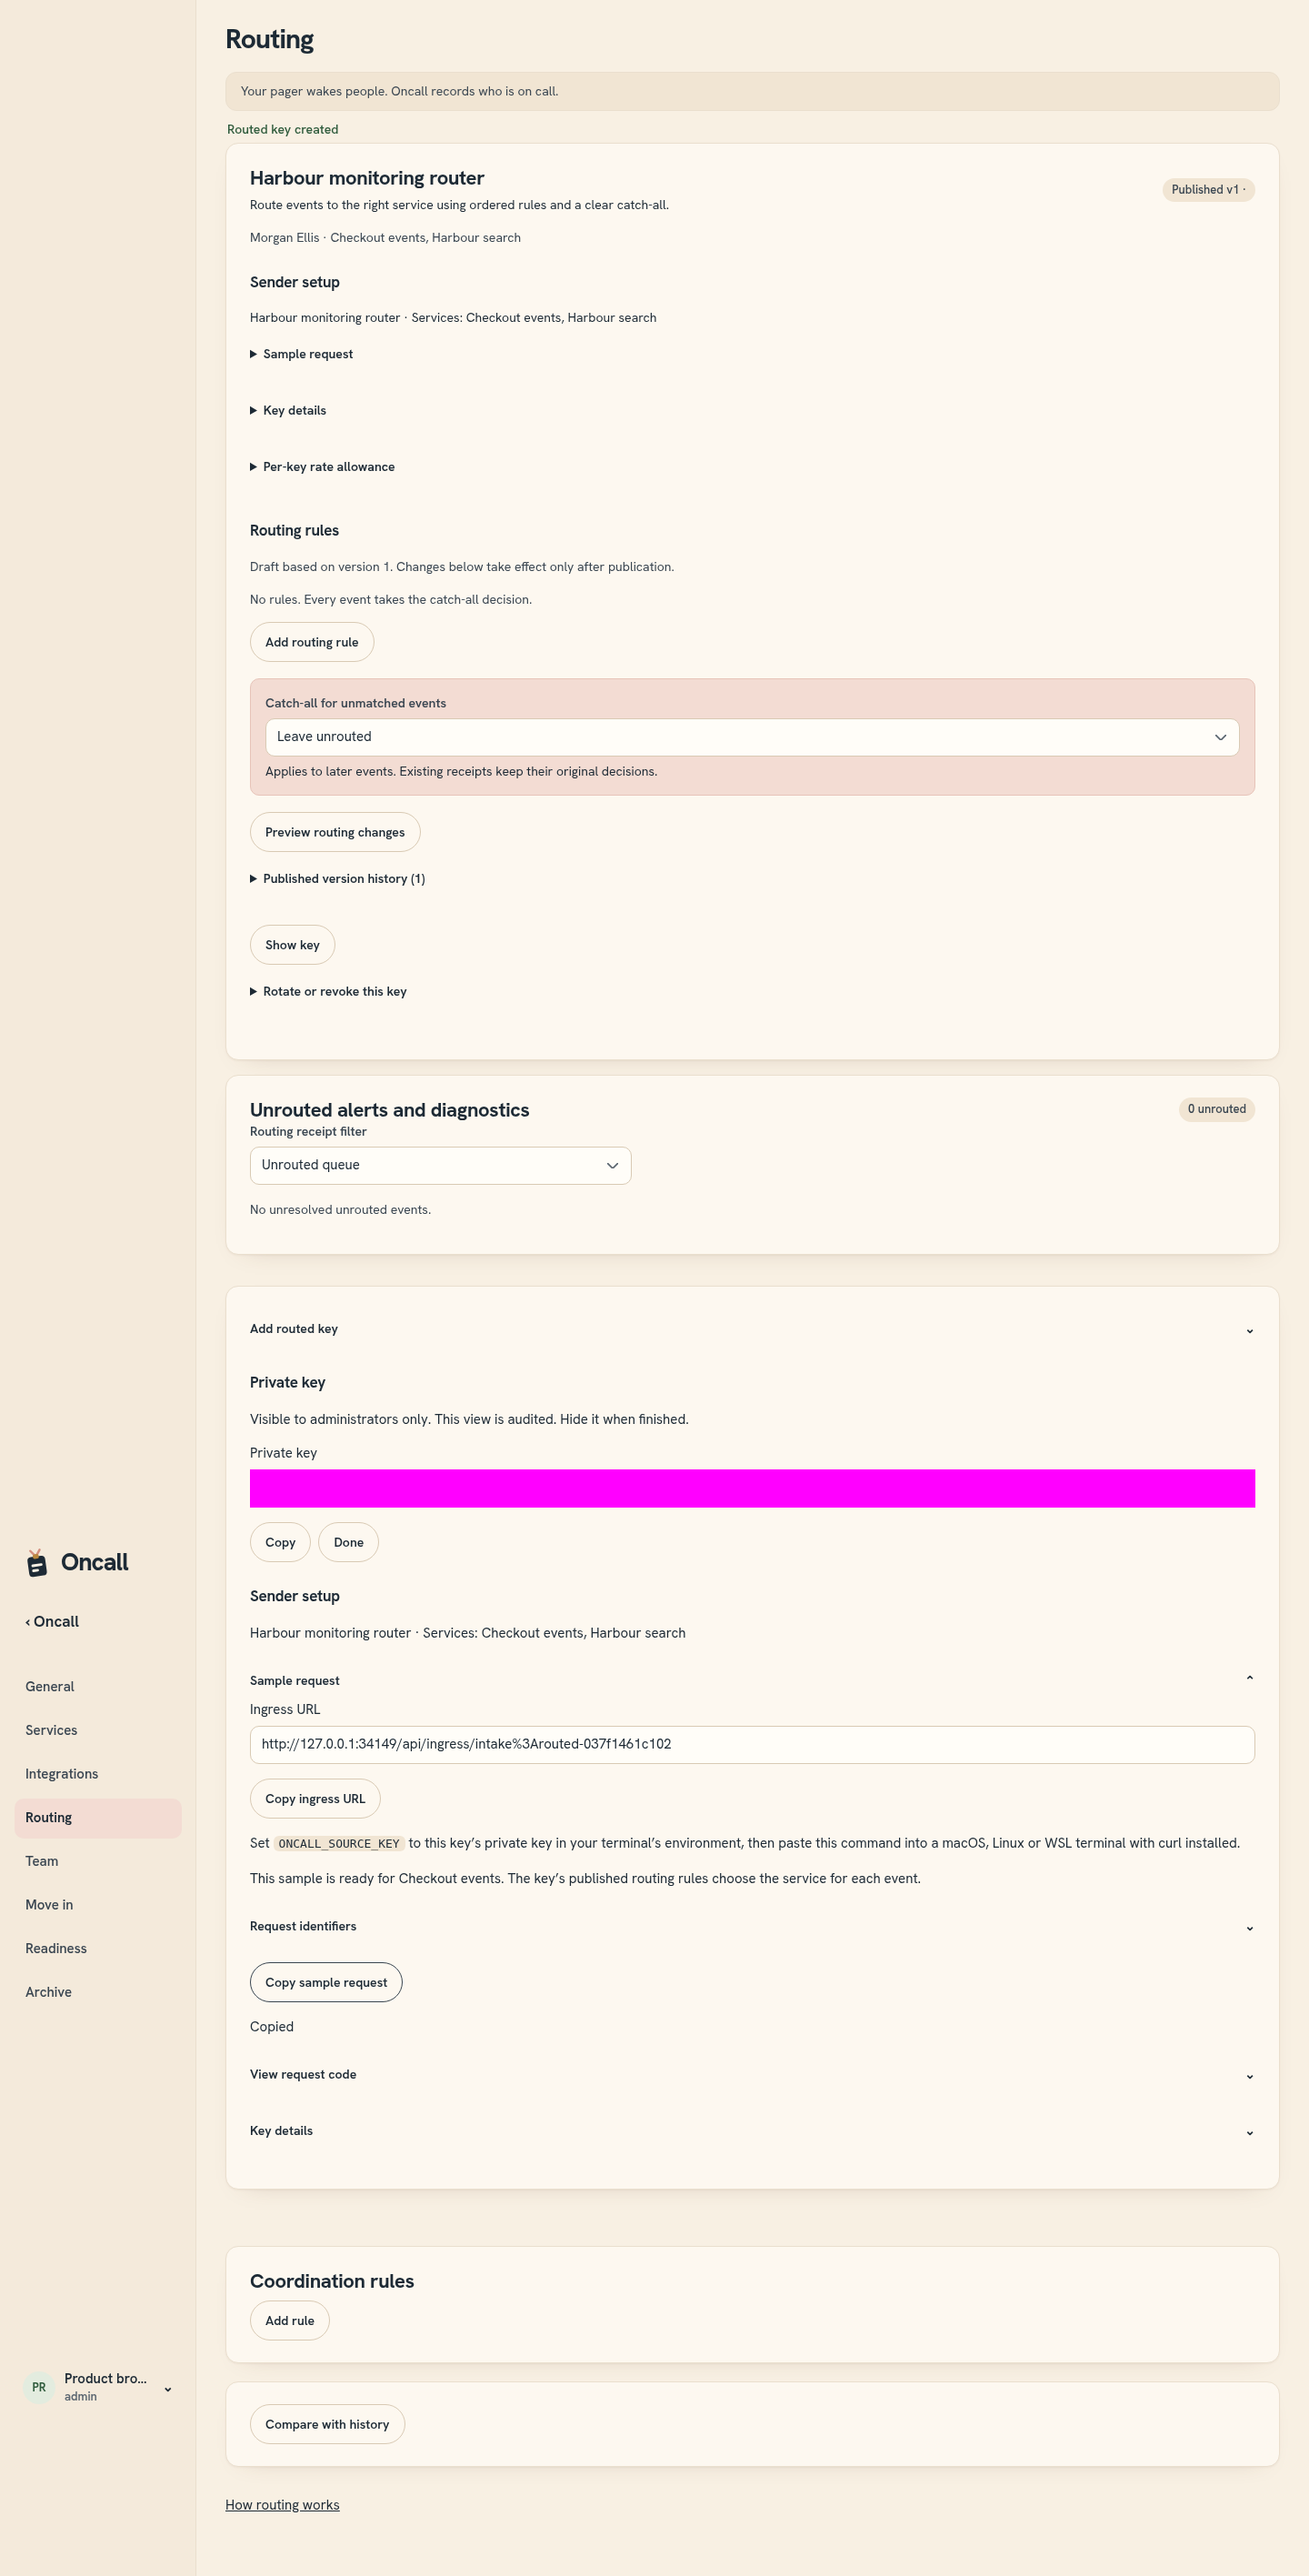 Routing
Your pager wakes people. Oncall records who is on call.
Routed key created
Harbour monitoring router
Published v1 ·
Route events to the right service using ordered rules and a clear catch-all.
Morgan Ellis · Checkout events, Harbour search
Sender setup
Harbour monitoring router · Services: Checkout events, Harbour search
Sample request
Key details
Per-key rate allowance
Routing rules
Draft based on version 1. Changes below take effect only after publication.
No rules. Every event takes the catch-all decision.
Add routing rule
Catch-all for unmatched events
Leave unrouted
Applies to later events. Existing receipts keep their original decisions.
Preview routing changes
Published version history (1)
Show key
Rotate or revoke this key
Unrouted alerts and diagnostics
0 unrouted
Routing receipt filter
Unrouted queue
No unresolved unrouted events.
Add routed key
Private key
Visible to administrators only. This view is audited. Hide it when finished.
Private key
Copy
Done
Sender setup
Harbour monitoring router · Services: Checkout events, Harbour search
Sample request
Ingress URL
http://127.0.0.1:34149/api/ingress/intake%3Arouted-037f1461c102
Copy ingress URL
Set ONCALL_SOURCE_KEY to this key’s private key in your terminal’s environment, then paste this command into a macOS, Linux or WSL terminal with curl installed.
This sample is ready for Checkout events. The key’s published routing rules choose the service for each event.
Request identifiers
Copy sample request
Copied
View request code
Key details
Coordination rules
Add rule
Compare with history
How routing works
Oncall
‹ Oncall
General
Services
Integrations
Routing
Team
Move in
Readiness
Archive
PR
Product bro...
admin